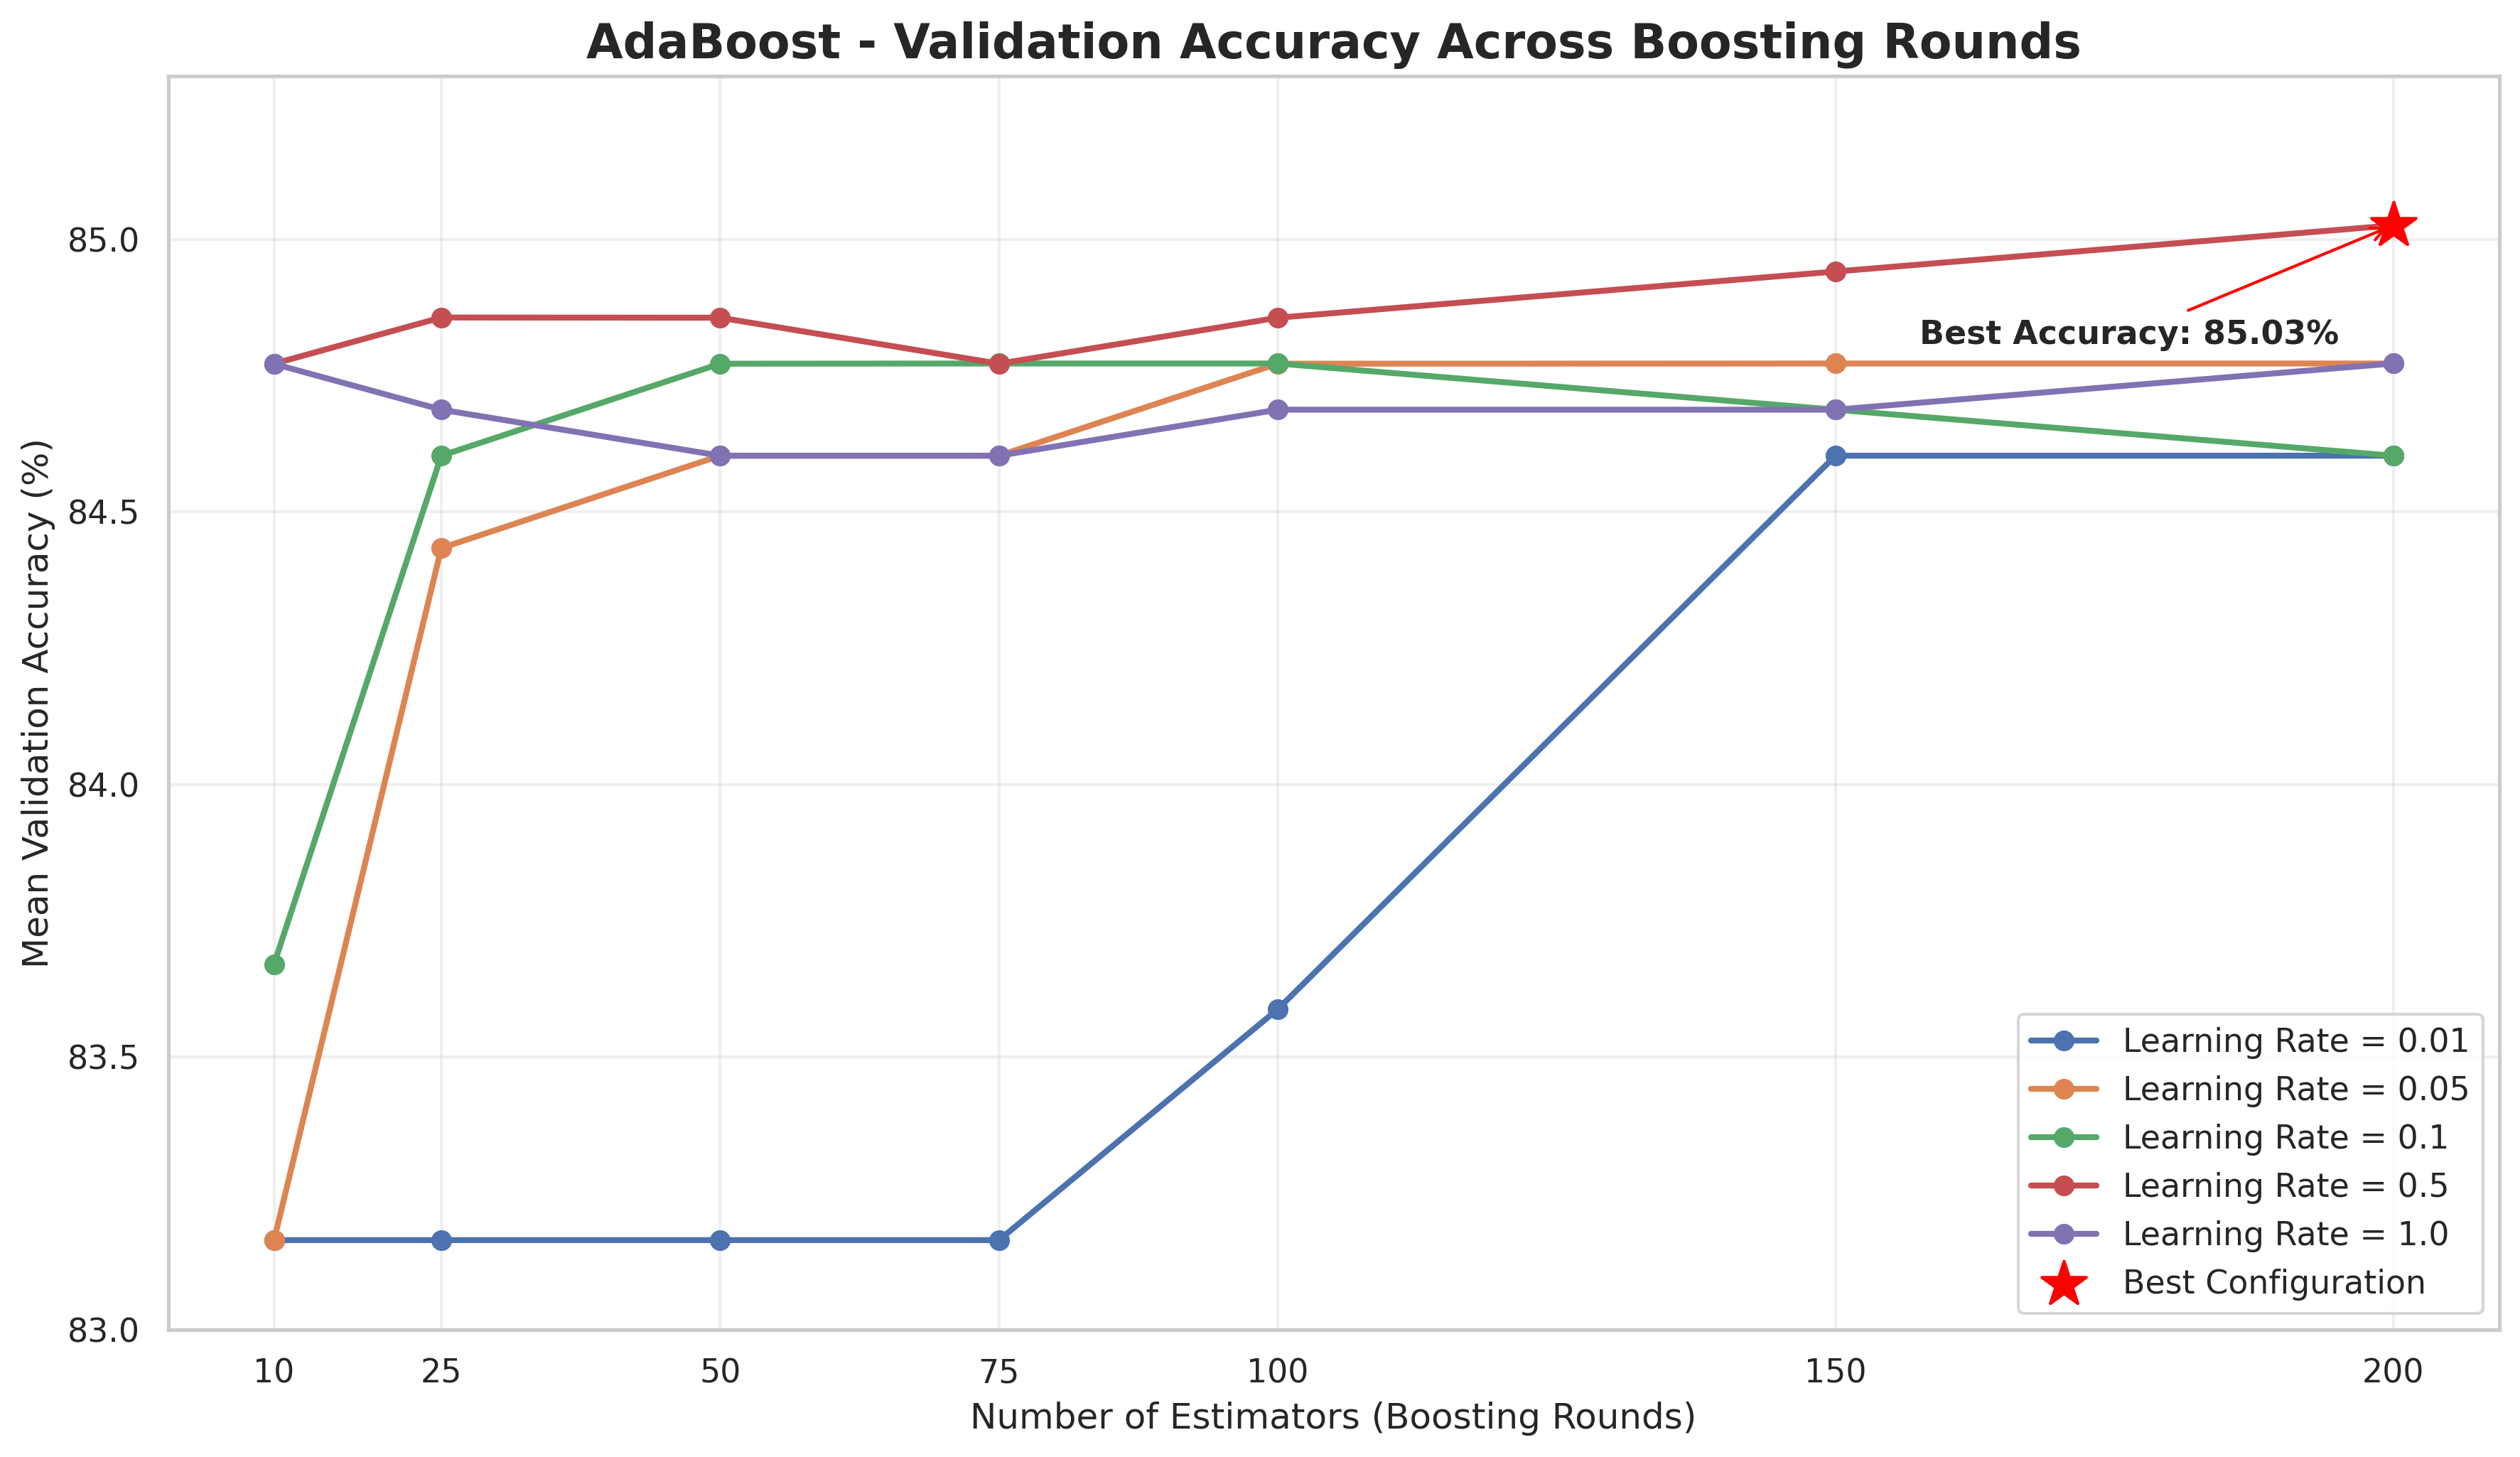 AdaBoost - Validation Accuracy Across Boosting Rounds
Mean Validation Accuracy (%)
85.0
84.5
84.0
83.5
83.0
Best Accuracy: 85.03%
Learning Rate = 0.01
Learning Rate = 0.05
Learning Rate = 0.1
Learning Rate = 0.5
Learning Rate = 1.0
Best Configuration
10 25 50 75 100 150 200
Number of Estimators (Boosting Rounds)